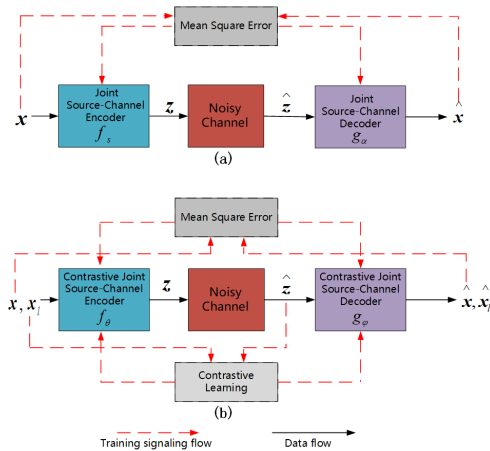 Mean Square Error
x
Joint
Source-Channel
Encoder
f_s
z
Noisy
Channel
ẑ
Joint
Source-Channel
Decoder
g_α
x̂
(a)
Mean Square Error
x, x_l
Contrastive Joint
Source-Channel
Encoder
f_θ
z
Noisy
Channel
ẑ
Contrastive Joint
Source-Channel
Decoder
g_φ
x̂, x̂_l
Contrastive
Learning
(b)
Training signaling flow
Data flow